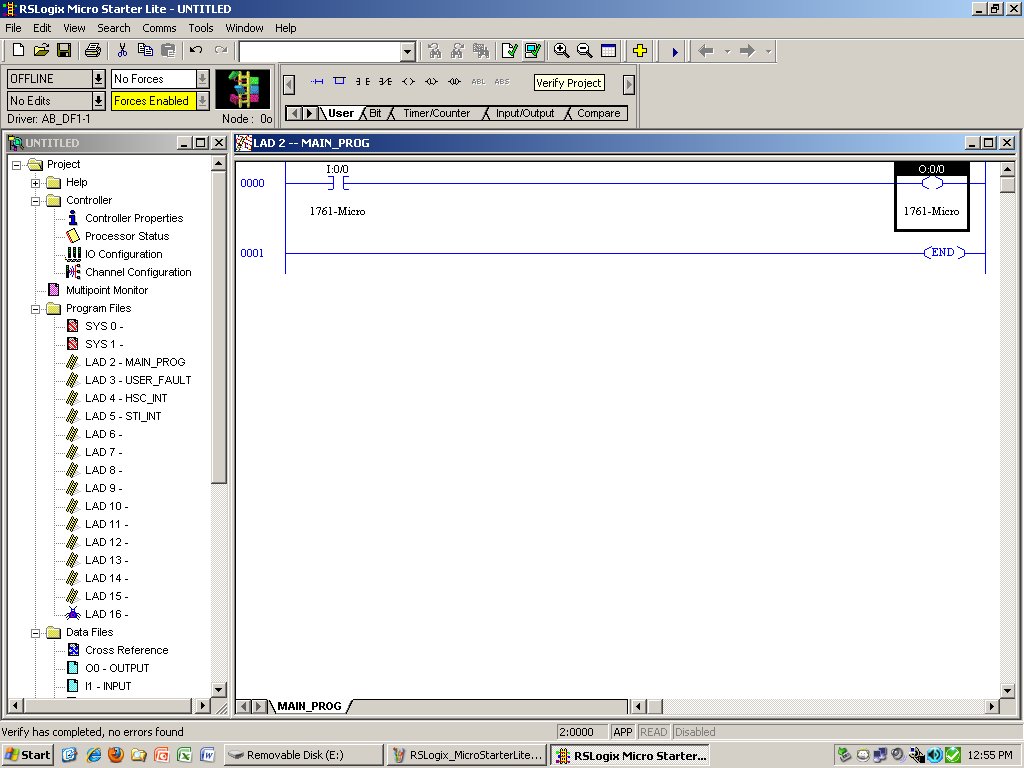 RSLogix Micro Starter Lite - UNTITLED
File Edit View Search Comms Tools Window Help
OFFLINE No Forces
No Edits Forces Enabled
Driver: AB_DF1-1 Node : 0o
ABL ABS Verify Project
User Bit Timer/Counter Input/Output Compare
UNTITLED
Project
Help
Controller
Controller Properties
Processor Status
IO Configuration
Channel Configuration
Multipoint Monitor
Program Files
SYS 0 -
SYS 1 -
LAD 2 - MAIN_PROG
LAD 3 - USER_FAULT
LAD 4 - HSC_INT
LAD 5 - STI_INT
LAD 6 -
LAD 7 -
LAD 8 -
LAD 9 -
LAD 10 -
LAD 11 -
LAD 12 -
LAD 13 -
LAD 14 -
LAD 15 -
LAD 16 -
Data Files
Cross Reference
O0 - OUTPUT
I1 - INPUT
LAD 2 -- MAIN_PROG
I:0/0 O:0/0
0000
1761-Micro 1761-Micro
0001 END
MAIN_PROG
Verify has completed, no errors found 2:0000 APP READ Disabled
Start Removable Disk (E:) RSLogix_MicroStarterLite... RSLogix Micro Starter... 12:55 PM